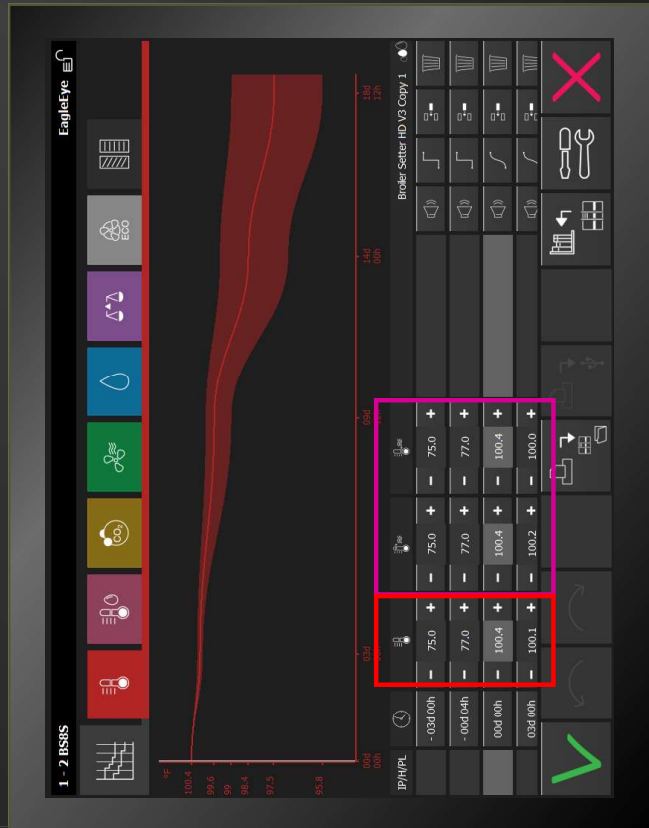 1 - 2 BS8S
EagleEye
CO2
ECO
°F
100.4
99.6
99
98.4
97.5
95.8
00d 00h
03d
09d
14d 00h
18d 12h
IP/H/PL
Broiler Setter HD V3 Copy 1
RF
RF
- 03d 00h
- 75.0 +
- 75.0 +
- 75.0 +
- 00d 04h
- 77.0 +
- 77.0 +
- 77.0 +
00d 00h
- 100.4 +
- 100.4 +
- 100.4 +
03d 00h
- 100.1 +
- 100.2 +
- 100.0 +